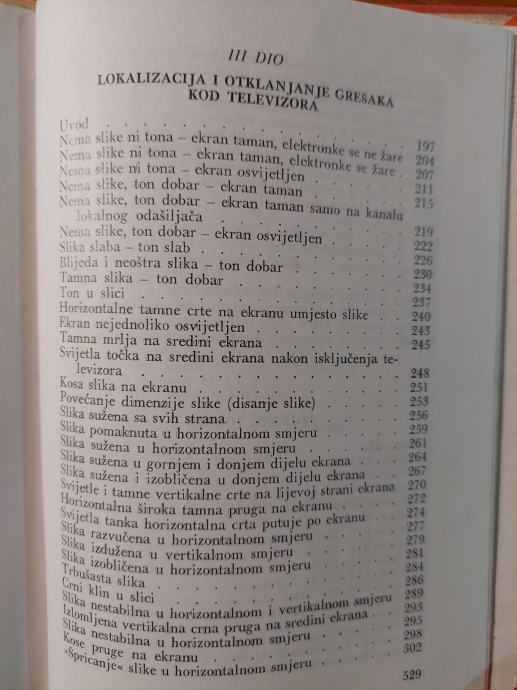 III DIO
LOKALIZACIJA I OTKLANJANJE GREŠAKA
KOD TELEVIZORA
Uvod . . . . . . . . . . . . . . . 197
Nema slike ni tona – ekran taman, elektronke se ne žare 204
Nema slike ni tona – ekran taman, elektronke se žare . 207
Nema slike ni tona – ekran osvijetljen . . . . . 211
Nema slike, ton dobar – ekran taman . . . . . 215
Nema slike, ton dobar – ekran taman samo na kanalu
lokalnog odašiljača . . . . . . . . . . 219
Nema slike, ton dobar – ekran osvijetljen . . . . 222
Slika slaba – ton slab . . . . . . . . . 226
Blijeda i neoštra slika – ton dobar . . . . . . 230
Tamna slika – ton dobar . . . . . . . . 234
Ton u slici . . . . . . . . . . . . . 237
Horizontalne tamne crte na ekranu umjesto slike . . 240
Ekran nejednoliko osvijetljen . . . . . . . 243
Tamna mrlja na sredini ekrana . . . . . . . 245
Svijetla točka na sredini ekrana nakon isključenja te-
levizora . . . . . . . . . . . . . 248
Kosa slika na ekranu . . . . . . . . . . 251
Povećanje dimenzije slike (disanje slike) . . . . . 253
Slika sužena sa svih strana . . . . . . . . 256
Slika pomaknuta u horizontalnom smjeru . . . . 259
Slika sužena u horizontalnom smjeru . . . . . 261
Slika sužena u gornjem i donjem dijelu ekrana . . . 264
Slika sužena i izobličena u donjem dijelu ekrana . . 267
Svijetle i tamne vertikalne crte na lijevoj strani ekrana 270
Horizontalna široka tamna pruga na ekranu . . . . 272
Svijetla tanka horizontalna crta putuje po ekranu . . 274
Slika razvučena u horizontalnom smjeru . . . . 277
Slika izdužena u vertikalnom smjeru . . . . . 279
Slika izobličena u horizontalnom smjeru . . . . 281
Trbušasta slika . . . . . . . . . . . 284
Crni klin u slici . . . . . . . . . . . 286
Slika nestabilna u horizontalnom i vertikalnom smjeru 289
Izlomljena vertikalna crna pruga na sredini ekrana . 293
Slika nestabilna u horizontalnom smjeru . . . . 295
Kose pruge na ekranu . . . . . . . . . 298
»Špricanje« slike u horizontalnom smjeru . . . . 302
529